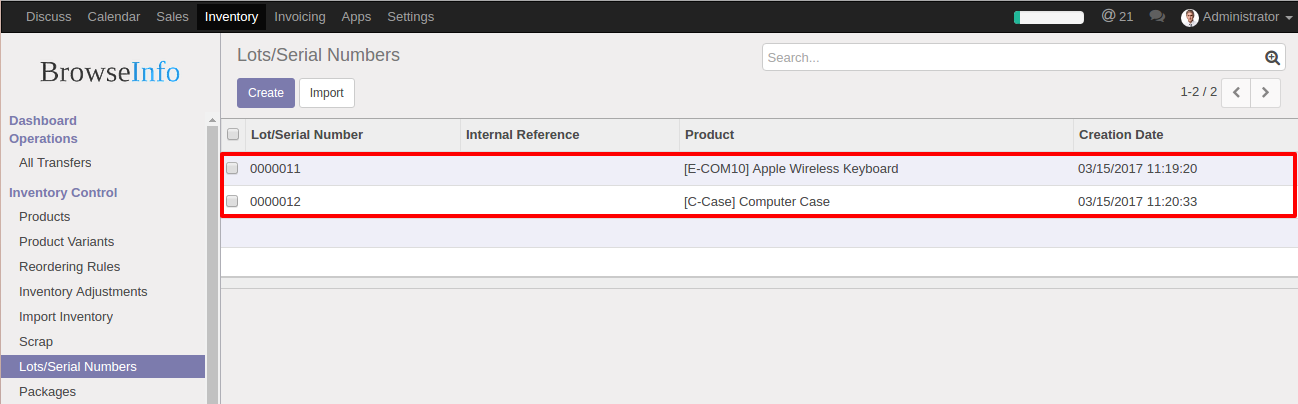 Discuss Calendar Sales Inventory Invoicing Apps Settings @ 21 Administrator
BrowseInfo
Lots/Serial Numbers
Search...
Create Import
1-2 / 2
Dashboard
Operations
All Transfers
Inventory Control
Products
Product Variants
Reordering Rules
Inventory Adjustments
Import Inventory
Scrap
Lots/Serial Numbers
Packages
Lot/Serial Number Internal Reference Product Creation Date
0000011 [E-COM10] Apple Wireless Keyboard 03/15/2017 11:19:20
0000012 [C-Case] Computer Case 03/15/2017 11:20:33